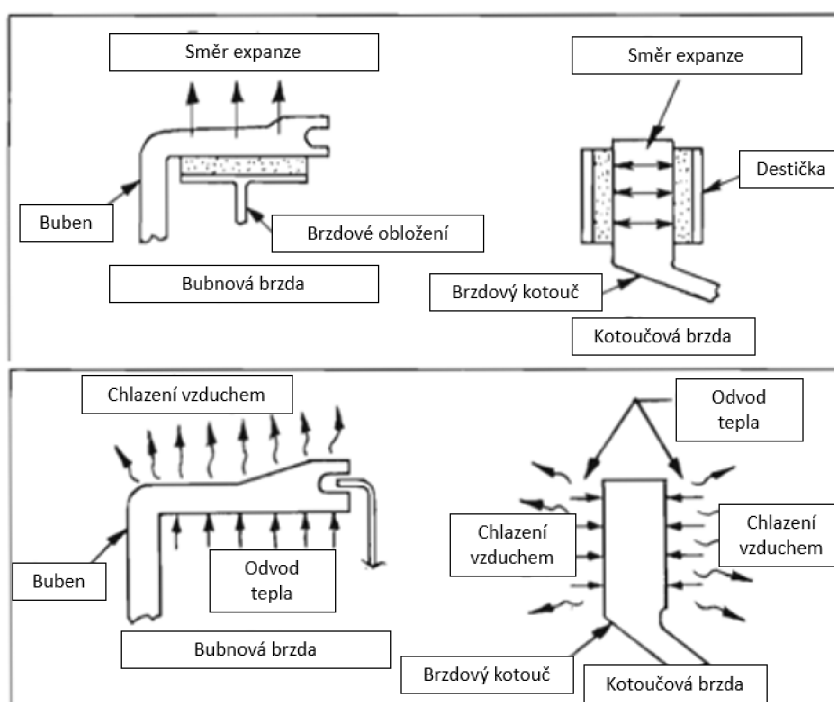 Směr expanze
Směr expanze
Destička
Buben
Brzdové obložení
Bubnová brzda
Brzdový kotouč
Kotoučová brzda
Chlazení vzduchem
Odvod
tepla
Chlazení
vzduchem
Chlazení
vzduchem
Buben
Odvod
tepla
Bubnová brzda
Brzdový kotouč
Kotoučová brzda